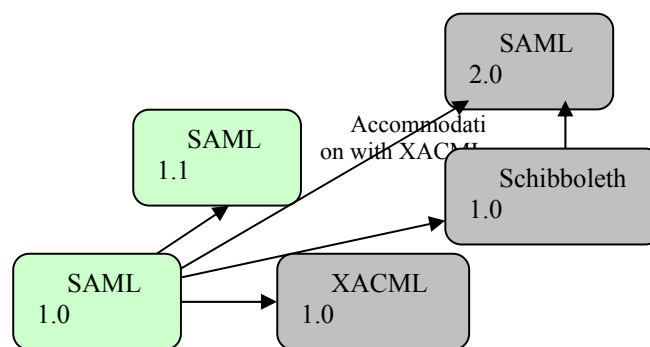 SAML
2.0
SAML
1.1
Accommodati
on with XACML
Schibboleth
1.0
SAML
1.0
XACML
1.0